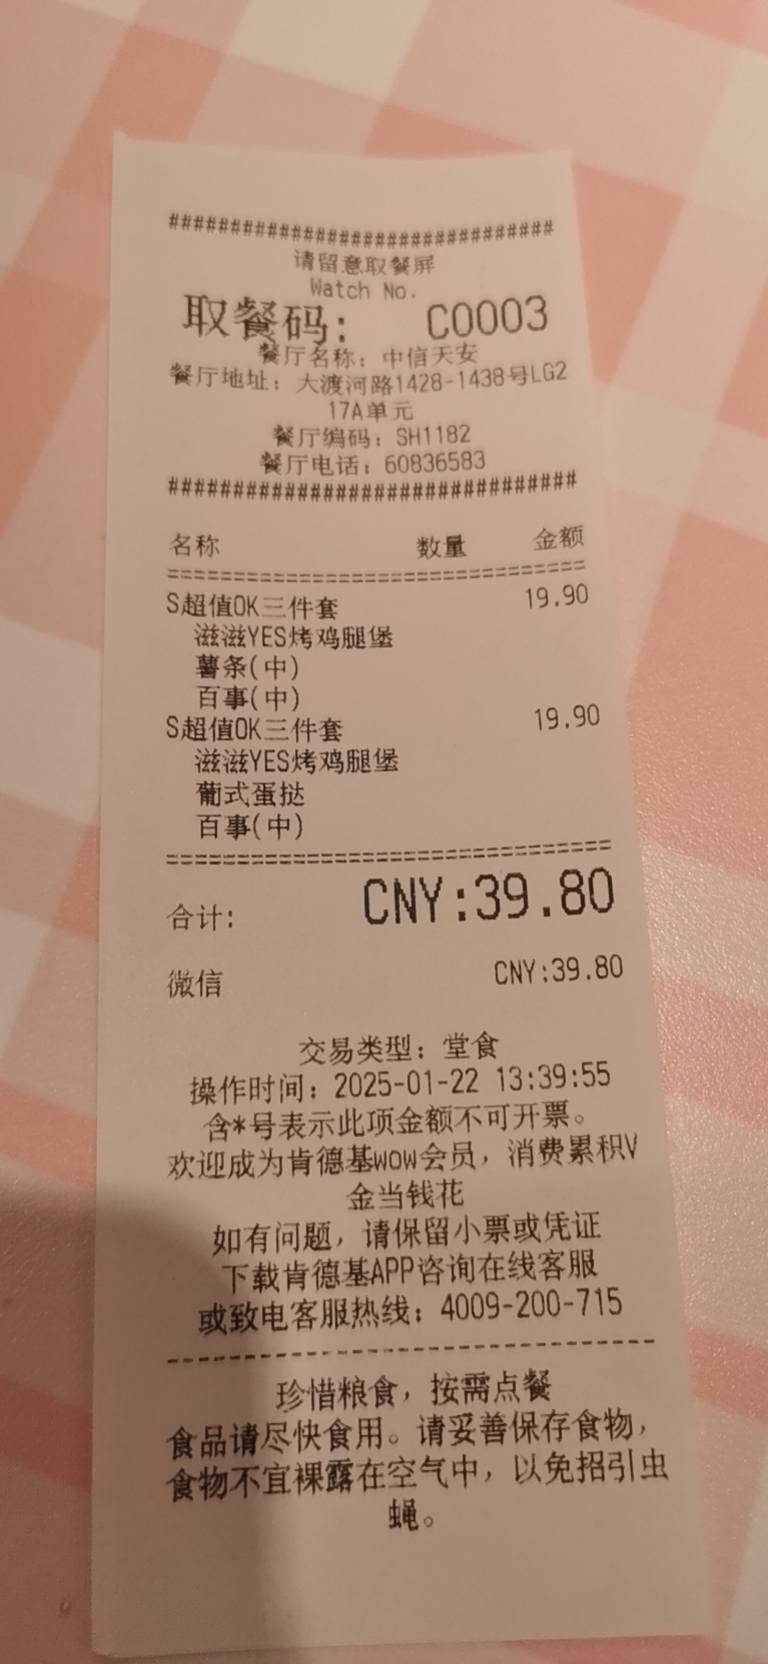 ###############################
请留意取餐屏
Watch No.
取餐码: C0003
餐厅名称: 中信天安
餐厅地址: 大渡河路1428-1438号LG2
17A单元
餐厅编码: SH1182
餐厅电话: 60836583
################################
名称 数量 金额
================================
S超值OK三件套 19.90
滋滋YES烤鸡腿堡
薯条(中)
百事(中)
S超值OK三件套 19.90
滋滋YES烤鸡腿堡
葡式蛋挞
百事(中)
================================
合计: CNY:39.80
微信 CNY:39.80
交易类型: 堂食
操作时间: 2025-01-22 13:39:55
含*号表示此项金额不可开票。
欢迎成为肯德基WOW会员, 消费累积V
金当钱花
如有问题, 请保留小票或凭证
下载肯德基APP咨询在线客服
或致电客服热线: 4009-200-715
--------------------------------
珍惜粮食, 按需点餐
食品请尽快食用。请妥善保存食物,
食物不宜裸露在空气中, 以免招引虫
蝇。